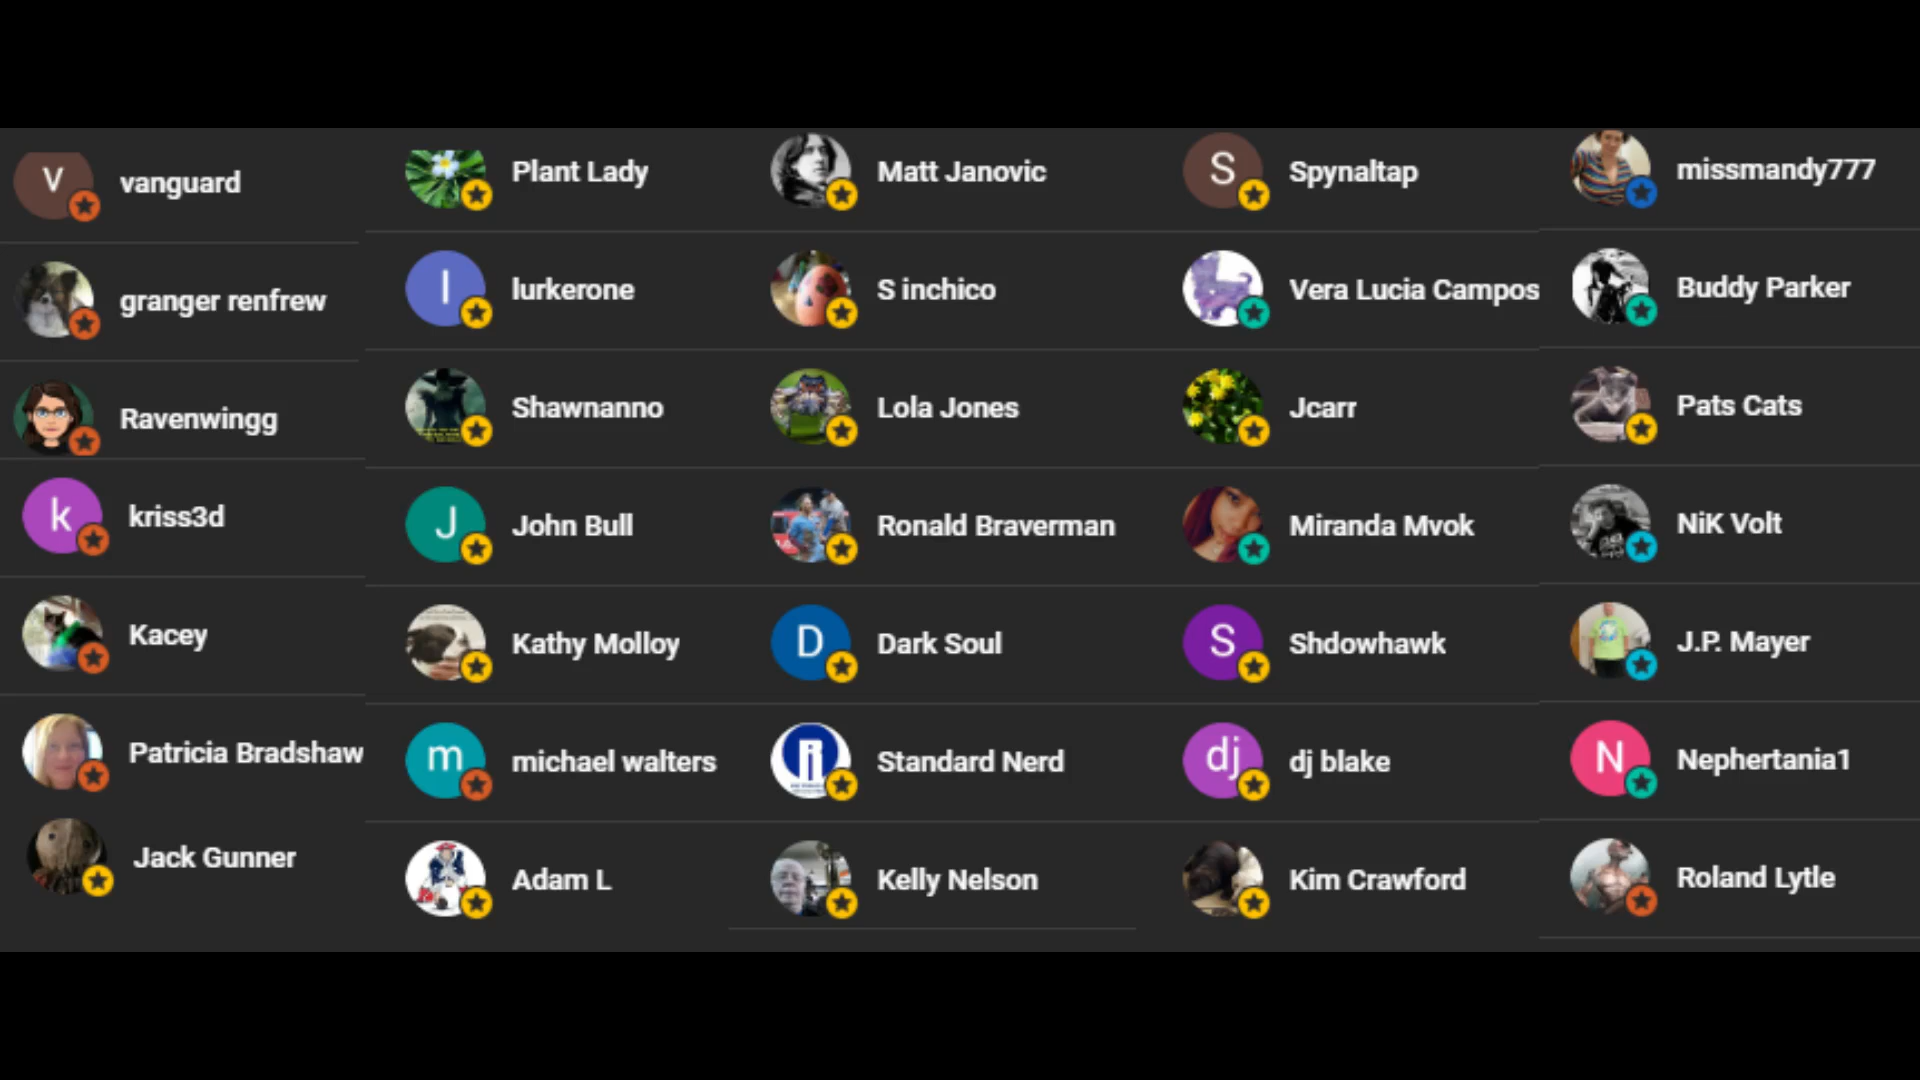 V vanguard
granger renfrew
Ravenwingg
k kriss3d
Kacey
Patricia Bradshaw
Jack Gunner
Plant Lady
l lurkerone
Shawnanno
J John Bull
Kathy Molloy
m michael walters
Adam L
Matt Janovic
S inchico
Lola Jones
Ronald Braverman
D Dark Soul
Standard Nerd
Kelly Nelson
S Spynaltap
Vera Lucia Campos
Jcarr
Miranda Mvok
S Shdowhawk
dj dj blake
Kim Crawford
missmandy777
Buddy Parker
Pats Cats
NiK Volt
J.P. Mayer
N Nephertania1
Roland Lytle